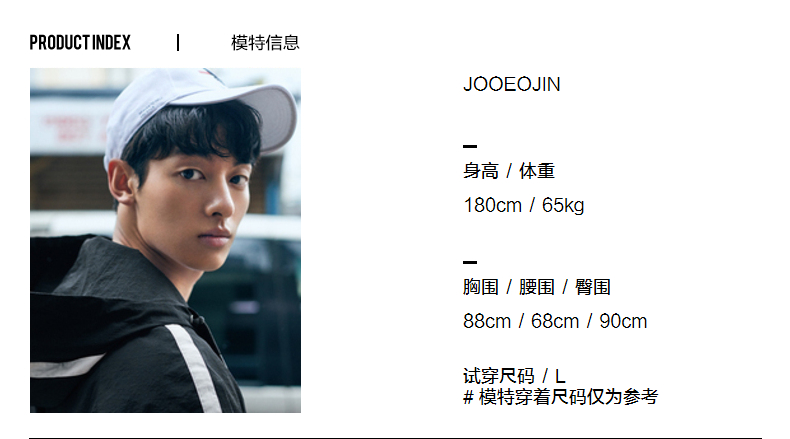 PRODUCT INDEX | 模特信息
JOOEOJIN
身高 / 体重
180cm / 65kg
胸围 / 腰围 / 臀围
88cm / 68cm / 90cm
试穿尺码 / L
# 模特穿着尺码仅为参考